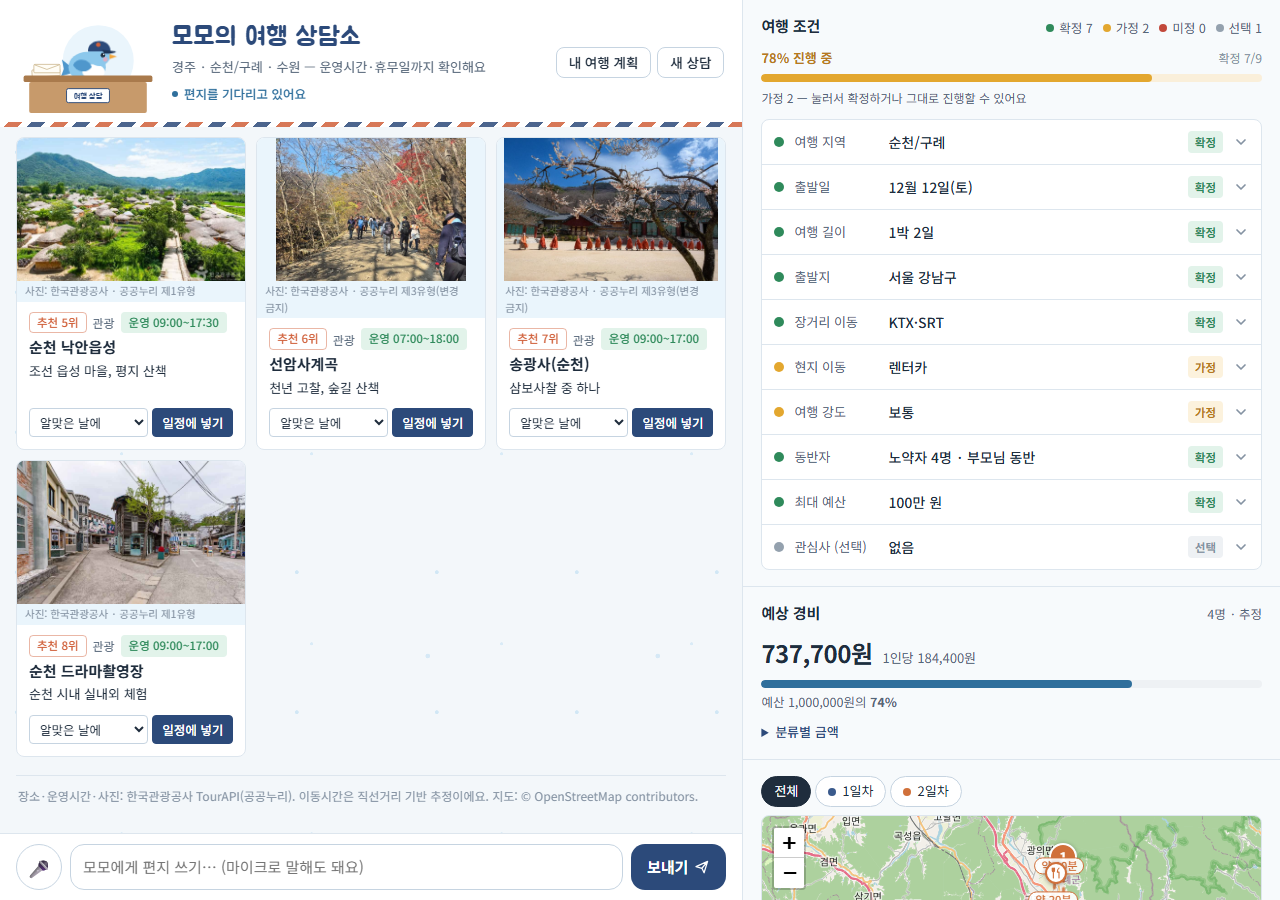 모모의 여행 상담소
경주 · 순천/구례 · 수원 — 운영시간·휴무일까지 확인해요
편지를 기다리고 있어요
여행 상담
내 여행 계획
새 상담
사진: 한국관광공사 · 공공누리 제1유형
추천 5위 관광 운영 09:00~17:30
순천 낙안읍성
조선 읍성 마을, 평지 산책
알맞은 날에 일정에 넣기
사진: 한국관광공사 · 공공누리 제3유형(변경
금지)
추천 6위 관광 운영 07:00~18:00
선암사계곡
천년 고찰, 숲길 산책
알맞은 날에 일정에 넣기
사진: 한국관광공사 · 공공누리 제3유형(변경
금지)
추천 7위 관광 운영 09:00~17:00
송광사(순천)
삼보사찰 중 하나
알맞은 날에 일정에 넣기
사진: 한국관광공사 · 공공누리 제1유형
추천 8위 관광 운영 09:00~17:00
순천 드라마촬영장
순천 시내 실내외 체험
알맞은 날에 일정에 넣기
장소·운영시간·사진: 한국관광공사 TourAPI(공공누리). 이동시간은 직선거리 기반 추정이에요. 지도: © OpenStreetMap contributors.
모모에게 편지 쓰기… (마이크로 말해도 돼요)
보내기
여행 조건
확정 7 가정 2 미정 0 선택 1
78% 진행 중
확정 7/9
가정 2 — 눌러서 확정하거나 그대로 진행할 수 있어요
여행 지역 순천/구례 확정
출발일 12월 12일(토) 확정
여행 길이 1박 2일 확정
출발지 서울 강남구 확정
장거리 이동 KTX·SRT 확정
현지 이동 렌터카 가정
여행 강도 보통 가정
동반자 노약자 4명 · 부모님 동반 확정
최대 예산 100만 원 확정
관심사 (선택) 없음 선택
예상 경비
4명 · 추정
737,700원 1인당 184,400원
예산 1,000,000원의 74%
분류별 금액
전체 1일차 2일차
+
−
입면
곡성읍
겸면
삼기면
광의면
1